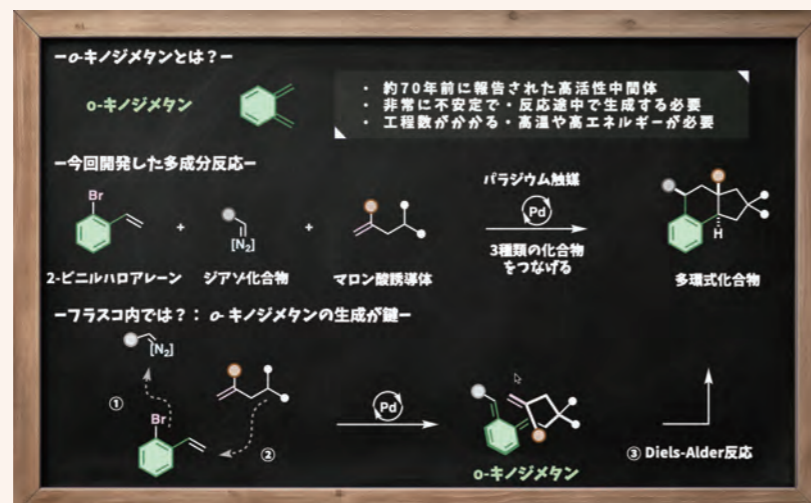 ーo-キノジメタンとは？ー
o-キノジメタン
・ 約70年前に報告された高活性中間体
・ 非常に不安定で・反応途中で生成する必要
・ 工程数がかかる・高温や高エネルギーが必要
ー今回開発した多成分反応ー
Br
+
[N₂]
+
パラジウム触媒
Pd
3種類の化合物
をつなげる
H
2-ビニルハロアレーン
ジアゾ化合物
マロン酸誘導体
多環式化合物
ーフラスコ内では？： o-キノジメタンの生成が鍵ー
[N₂]
①
Br
②
Pd
o-キノジメタン
③ Diels-Alder反応